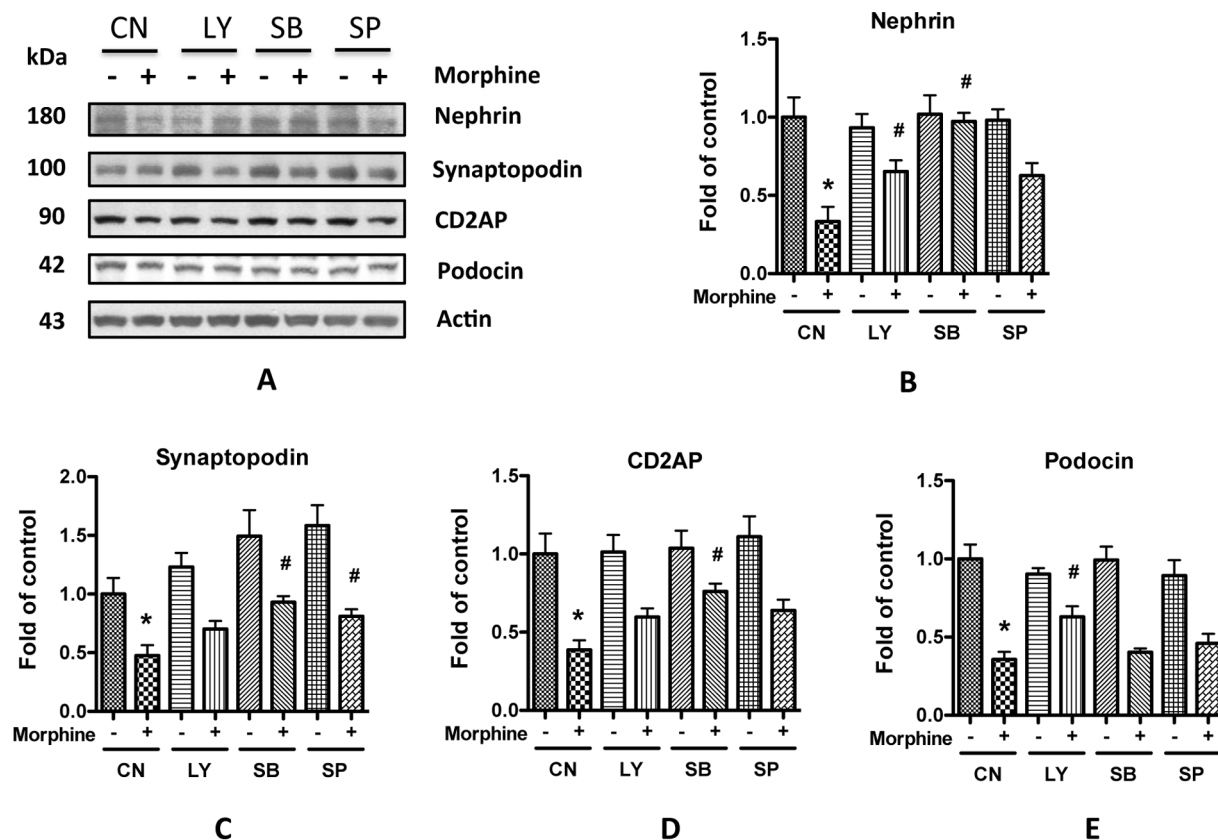 CN LY SB SP
kDa
- + - + - + - + Morphine
180 Nephrin
100 Synaptopodin
90 CD2AP
42 Podocin
43 Actin
A
Nephrin
Fold of control
1.5
1.0
0.5
0.0
* # #
Morphine - + - + - + - +
CN LY SB SP
B
Synaptopodin
Fold of control
2.0
1.5
1.0
0.5
0.0
* # #
Morphine - + - + - + - +
CN LY SB SP
C
CD2AP
Fold of control
1.5
1.0
0.5
0.0
* #
Morphine - + - + - + - +
CN LY SB SP
D
Podocin
Fold of control
1.5
1.0
0.5
0.0
* #
Morphine - + - + - + - +
CN LY SB SP
E